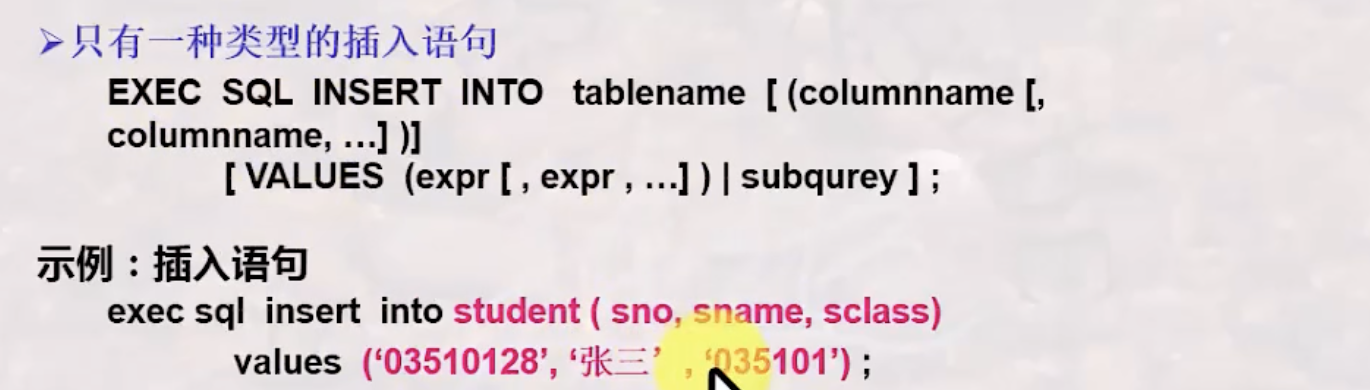 ➢只有一种类型的插入语句
EXEC SQL INSERT INTO tablename [ (columnname [,
columnname, …] )]
[ VALUES (expr [ , expr , …] ) | subqurey ] ;
示例：插入语句
exec sql insert into student ( sno, sname, sclass)
values (‘03510128’, ‘张三’ , ‘035101’) ;